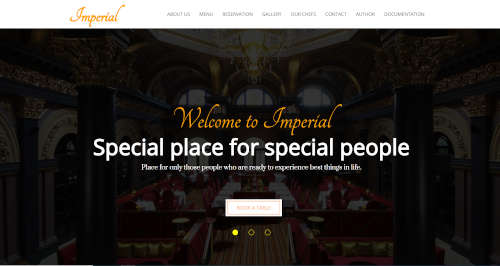 Imperial
ABOUT US MENU RESERVATION GALLERY OUR CHEFS CONTACT AUTHOR DOCUMENTATION
Welcome to Imperial
Special place for special people
Place for only those people who are ready to experience best things in life.
BOOK A TABLE